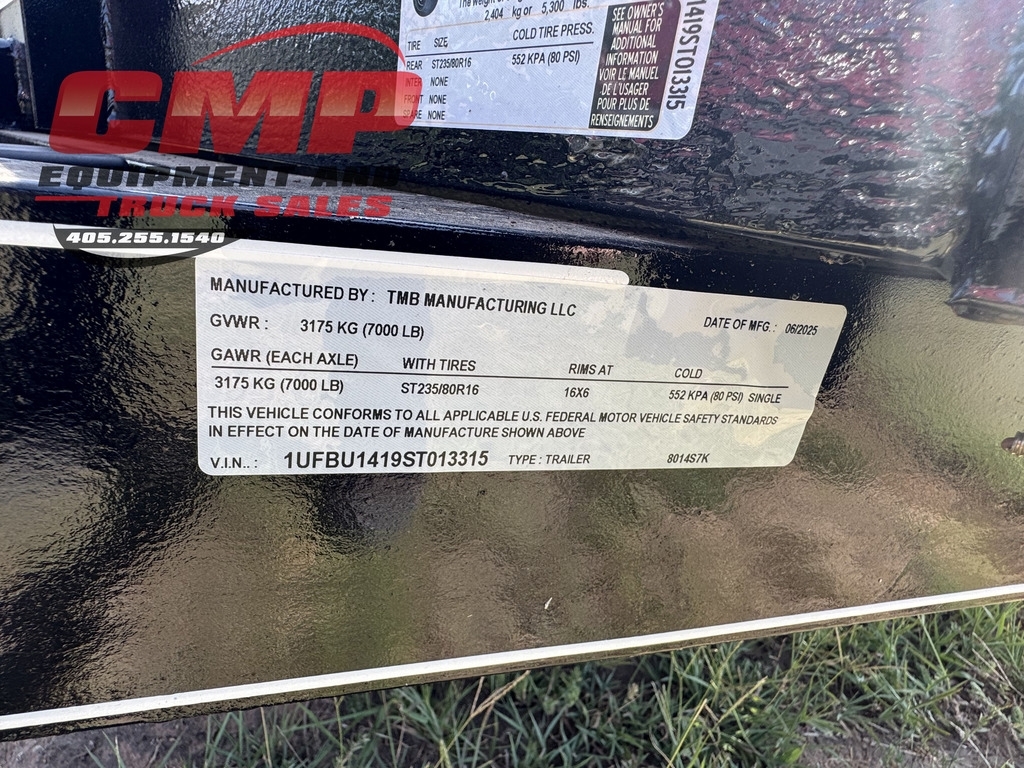 2,404 kg or 5,300 lbs.
TIRE SIZE COLD TIRE PRESS.
REAR ST235/80R16 552 KPA (80 PSI)
INTER NONE
FRONT NONE
SPARE NONE
SEE OWNER'S
MANUAL FOR
ADDITIONAL
INFORMATION
VOIR LE MANUEL
DE L'USAGER
POUR PLUS DE
RENSEIGNEMENTS
1419ST013315
CMP
EQUIPMENT AND
TRUCK SALES
405.255.1540
MANUFACTURED BY : TMB MANUFACTURING LLC
GVWR : 3175 KG (7000 LB) DATE OF MFG.: 06/2025
GAWR (EACH AXLE) WITH TIRES RIMS AT COLD
3175 KG (7000 LB) ST235/80R16 16X6 552 KPA (80 PSI) SINGLE
THIS VEHICLE CONFORMS TO ALL APPLICABLE U.S. FEDERAL MOTOR VEHICLE SAFETY STANDARDS
IN EFFECT ON THE DATE OF MANUFACTURE SHOWN ABOVE
V.I.N.. : 1UFBU1419ST013315 TYPE : TRAILER 8014S7K